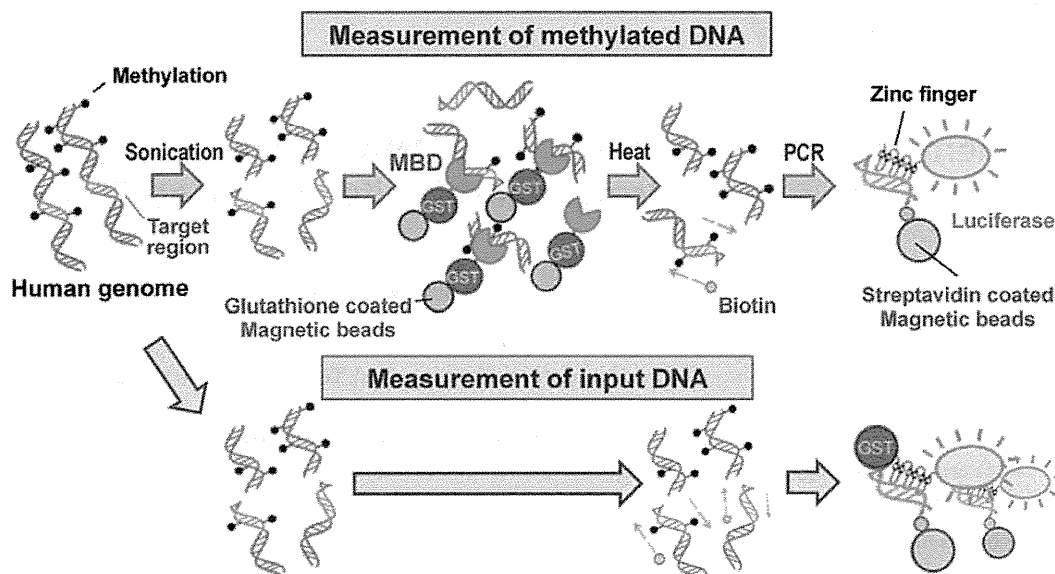 Measurement of methylated DNA
Methylation
Zinc finger
Sonication
MBD
Heat
PCR
GST
GST
Target
region
Luciferase
GST
GST
Human genome
Glutathione coated
Magnetic beads
Biotin
Streptavidin coated
Magnetic beads
Measurement of input DNA
GST